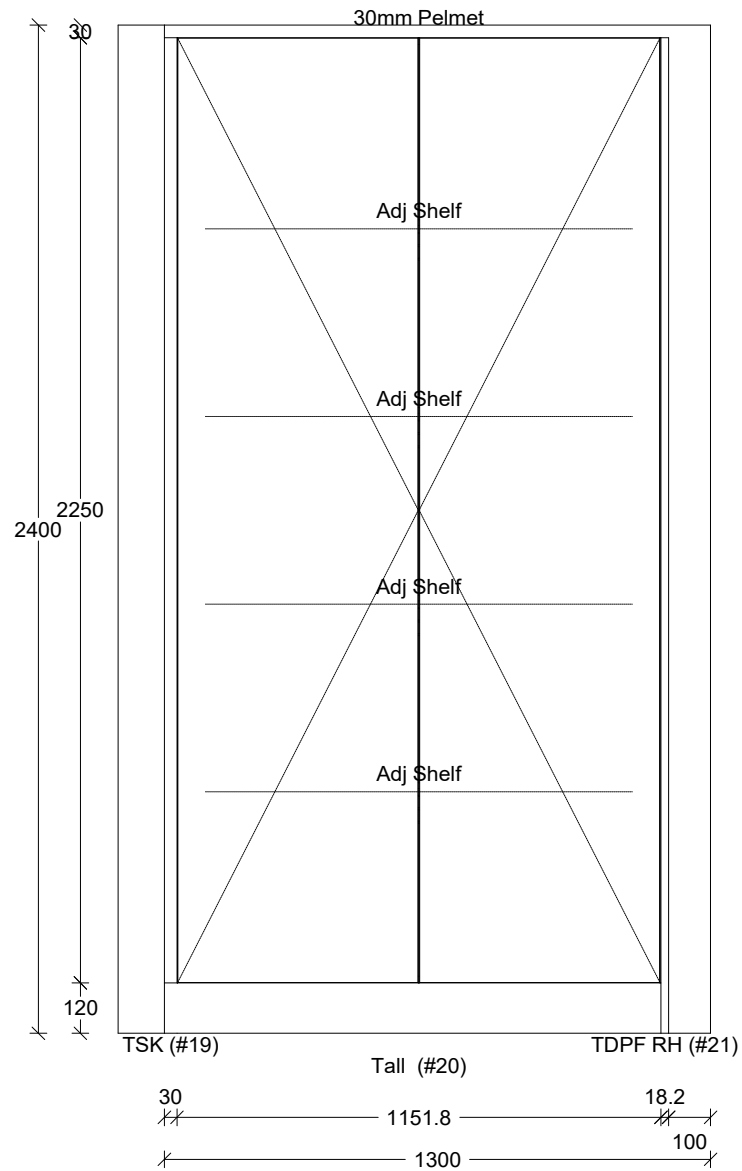 30mm Pelmet
30
Adj Shelf
Adj Shelf
2250
2400
Adj Shelf
Adj Shelf
120
TSK (#19)
TDPF RH (#21)
Tall (#20)
30
18.2
1151.8
100
1300